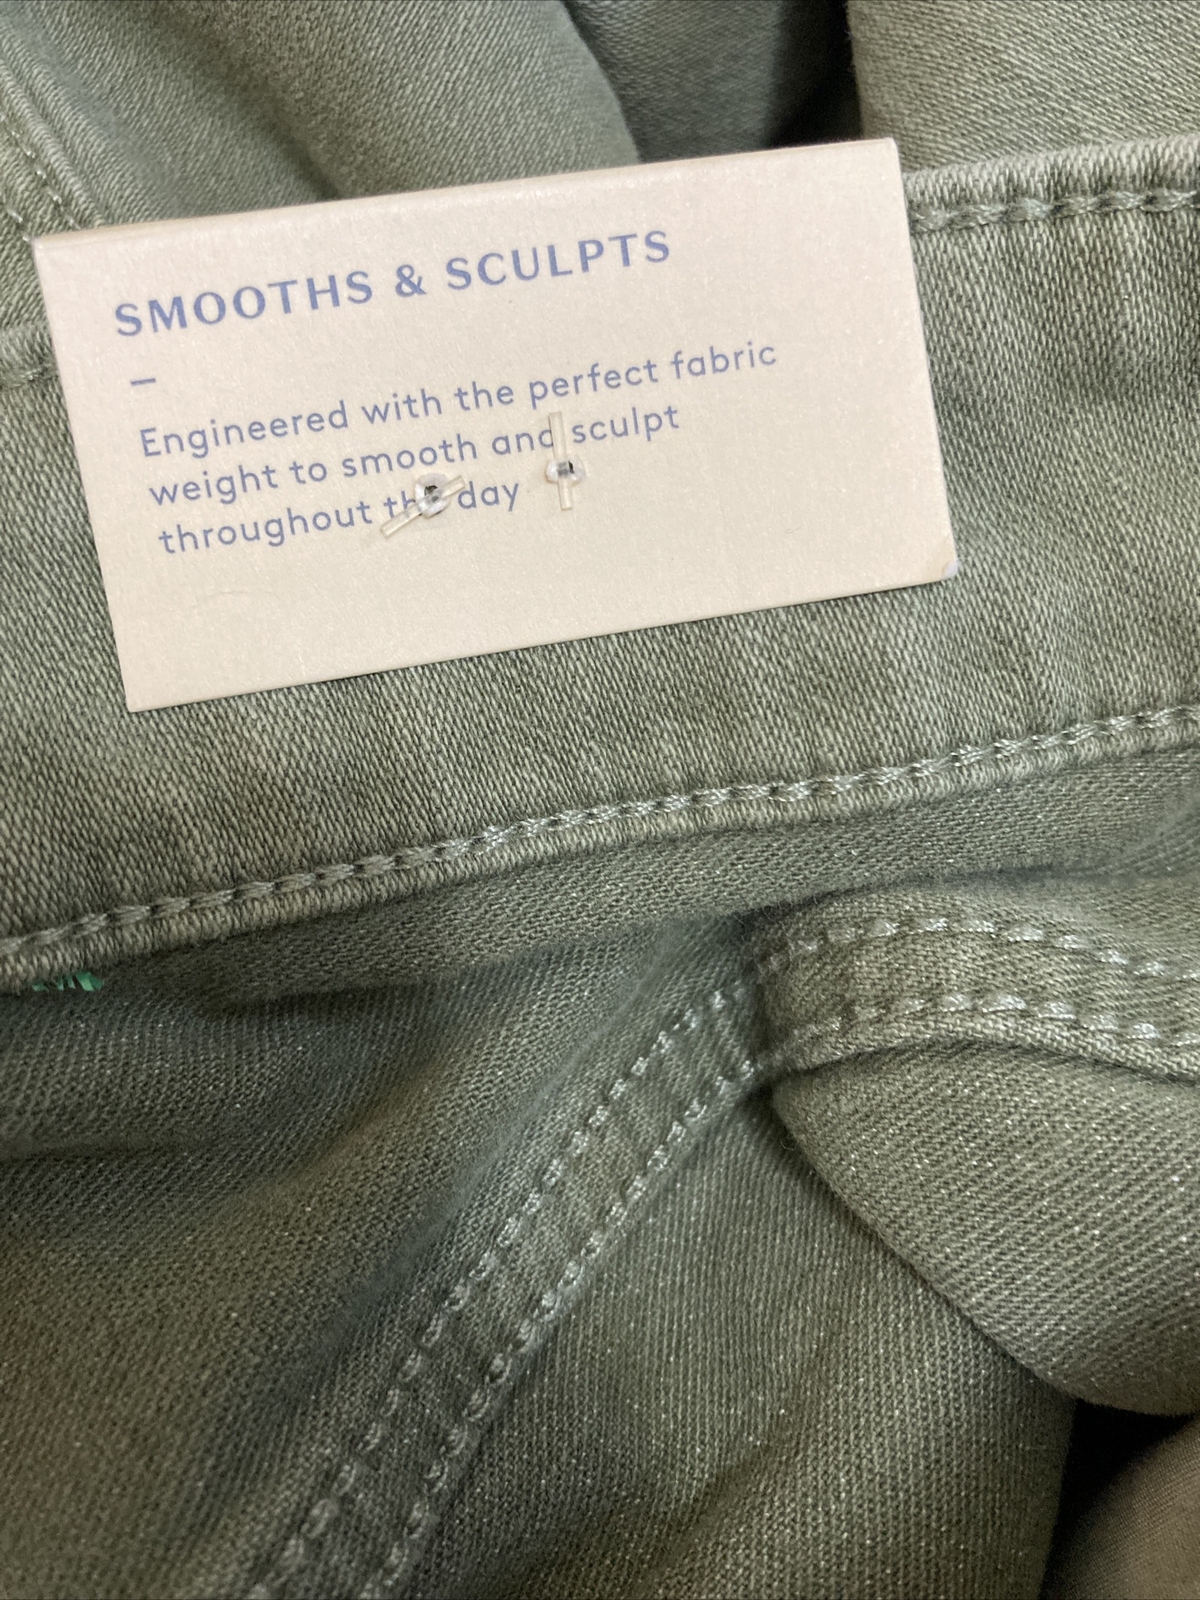 SMOOTHS & SCULPTS
–
Engineered with the perfect fabric
weight to smooth and sculpt
throughout the day